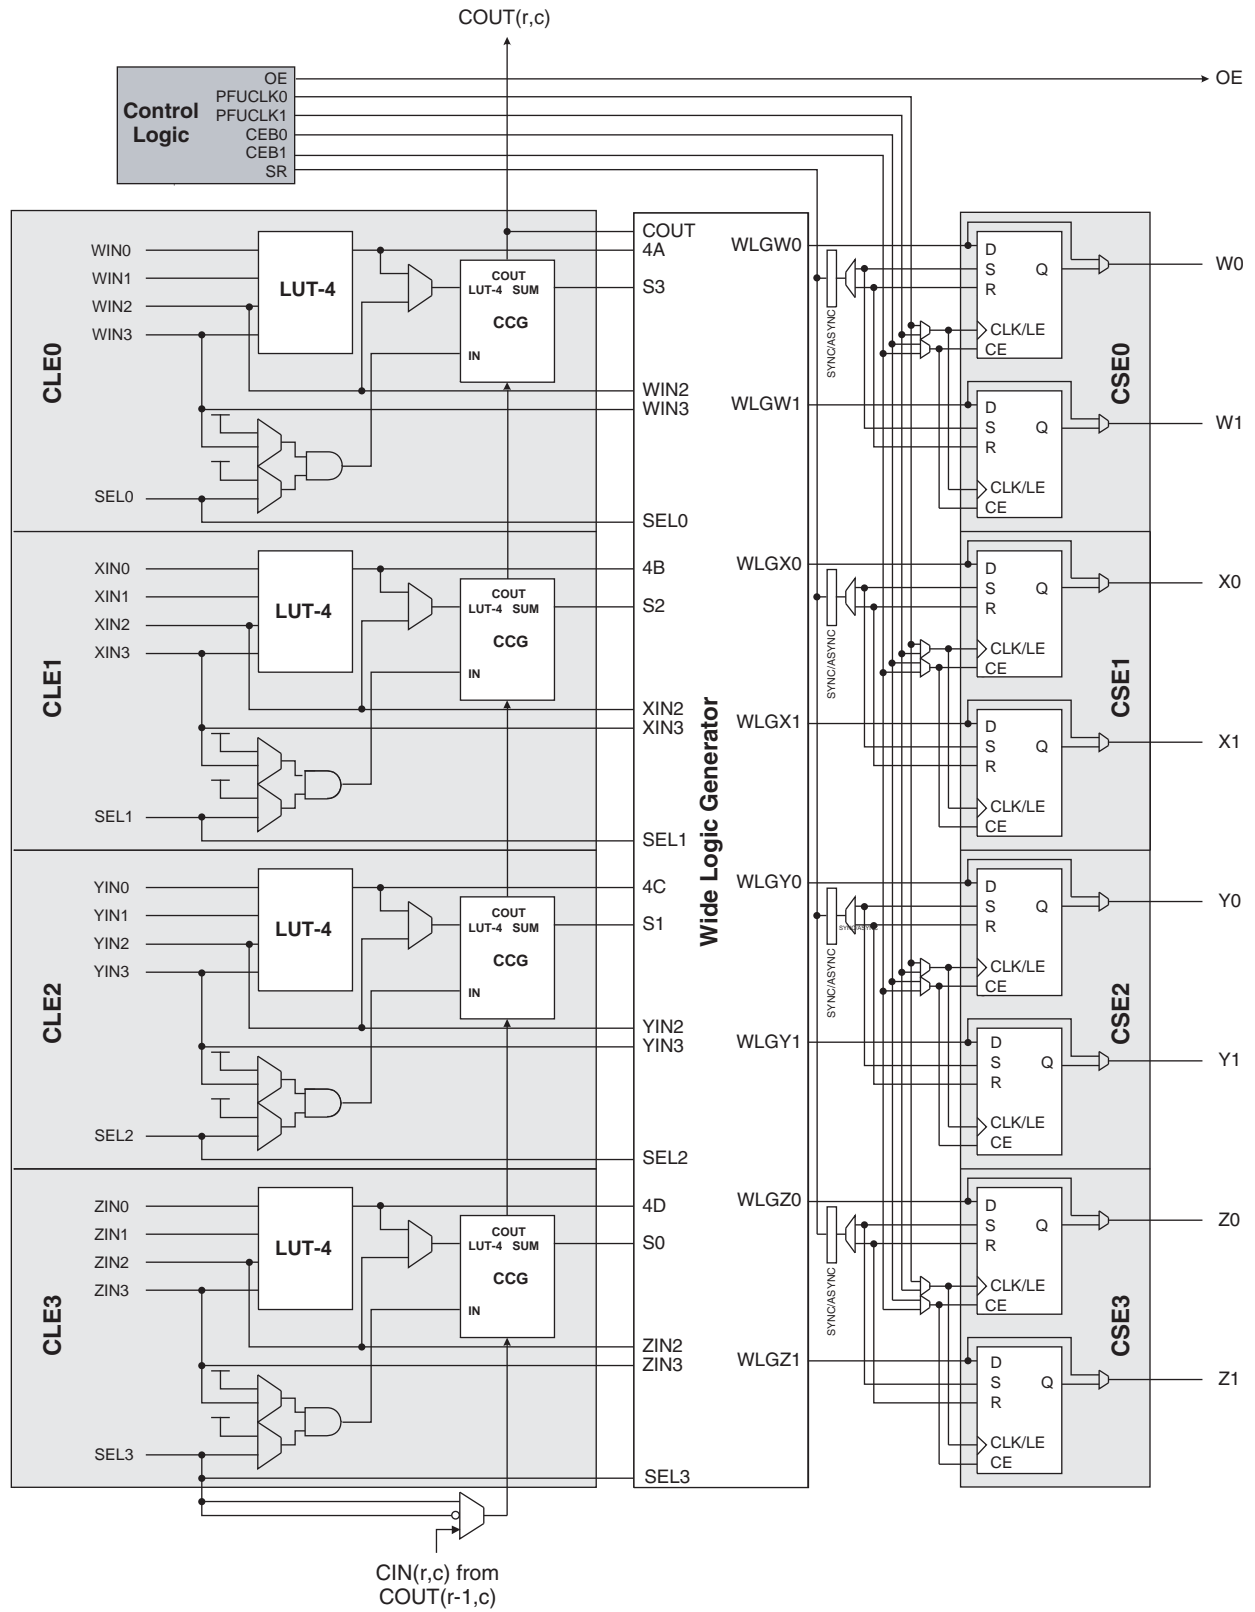 COUT(r,c)
Control
Logic
OE
PFUCLK0
PFUCLK1
CEB0
CEB1
SR
OE
CLE0
WIN0
WIN1
WIN2
WIN3
SEL0
LUT-4
COUT
LUT-4 SUM
CCG
IN
CLE1
XIN0
XIN1
XIN2
XIN3
SEL1
LUT-4
COUT
LUT-4 SUM
CCG
IN
CLE2
YIN0
YIN1
YIN2
YIN3
SEL2
LUT-4
COUT
LUT-4 SUM
CCG
IN
CLE3
ZIN0
ZIN1
ZIN2
ZIN3
SEL3
LUT-4
COUT
LUT-4 SUM
CCG
IN
CIN(r,c) from
COUT(r-1,c)
Wide Logic Generator
COUT
4A
S3
WIN2
WIN3
SEL0
4B
S2
XIN2
XIN3
SEL1
4C
S1
YIN2
YIN3
SEL2
4D
S0
ZIN2
ZIN3
SEL3
WLGW0
WLGW1
WLGX0
WLGX1
WLGY0
WLGY1
WLGZ0
WLGZ1
SYNC/ASYNC
SYNC/ASYNC
SYNC/ASYNC
SYNC/ASYNC
SYNC/ASYNC
CSE0
D
S
R
Q
CLK/LE
CE
W0
D
S
R
Q
CLK/LE
CE
W1
CSE1
D
S
R
Q
CLK/LE
CE
X0
D
S
R
Q
CLK/LE
CE
X1
CSE2
D
S
R
Q
CLK/LE
CE
Y0
D
S
R
Q
CLK/LE
CE
Y1
CSE3
D
S
R
Q
CLK/LE
CE
Z0
D
S
R
Q
CLK/LE
CE
Z1